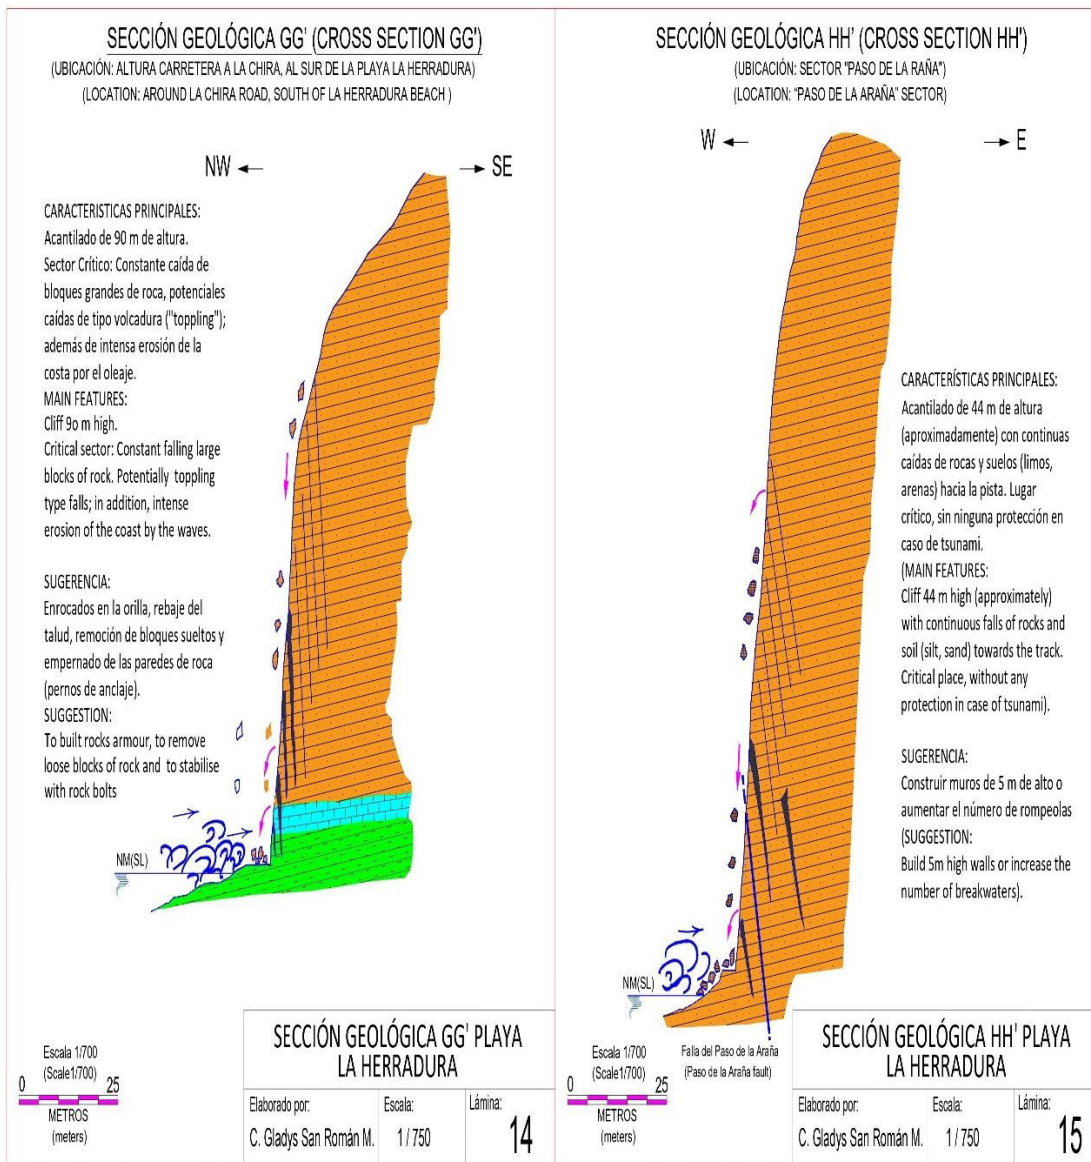 SECCIÓN GEOLÓGICA GG' (CROSS SECTION GG')
(UBICACIÓN: ALTURA CARRETERA A LA CHIRA, AL SUR DE LA PLAYA LA HERRADURA)
(LOCATION: AROUND LA CHIRA ROAD, SOUTH OF LA HERRADURA BEACH )
NW
SE
CARACTERISTICAS PRINCIPALES:
Acantilado de 90 m de altura.
Sector Crítico: Constante caída de
bloques grandes de roca, potenciales
caídas de tipo volcadura ("toppling");
además de intensa erosión de la
costa por el oleaje.
MAIN FEATURES:
Cliff 9o m high.
Critical sector: Constant falling large
blocks of rock. Potentially toppling
type falls; in addition, intense
erosion of the coast by the waves.
SUGERENCIA:
Enrocados en la orilla, rebaje del
talud, remoción de bloques sueltos y
empernado de las paredes de roca
(pernos de anclaje).
SUGGESTION:
To built rocks armour, to remove
loose blocks of rock and to stabilise
with rock bolts
NM(SL)
Escala 1/700
(Scale1/700)
0 25
METROS
(meters)
SECCIÓN GEOLÓGICA GG' PLAYA
LA HERRADURA
Elaborado por:
C. Gladys San Román M.
Escala:
1 / 750
Lámina:
14
SECCIÓN GEOLÓGICA HH' (CROSS SECTION HH')
(UBICACIÓN: SECTOR "PASO DE LA RAÑA")
(LOCATION: "PASO DE LA ARAÑA" SECTOR)
W
E
CARACTERÍSTICAS PRINCIPALES:
Acantilado de 44 m de altura
(aproximadamente) con continuas
caídas de rocas y suelos (limos,
arenas) hacia la pista. Lugar
crítico, sin ninguna protección en
caso de tsunami.
(MAIN FEATURES:
Cliff 44 m high (approximately)
with continuous falls of rocks and
soil (silt, sand) towards the track.
Critical place, without any
protection in case of tsunami).
SUGERENCIA:
Construir muros de 5 m de alto o
aumentar el número de rompeolas
(SUGGESTION:
Build 5m high walls or increase the
number of breakwaters).
NM(SL)
Falla del Paso de la Araña
(Paso de la Araña fault)
Escala 1/700
(Scale1/700)
0 25
METROS
(meters)
SECCIÓN GEOLÓGICA HH' PLAYA
LA HERRADURA
Elaborado por:
C. Gladys San Román M.
Escala:
1 / 750
Lámina:
15